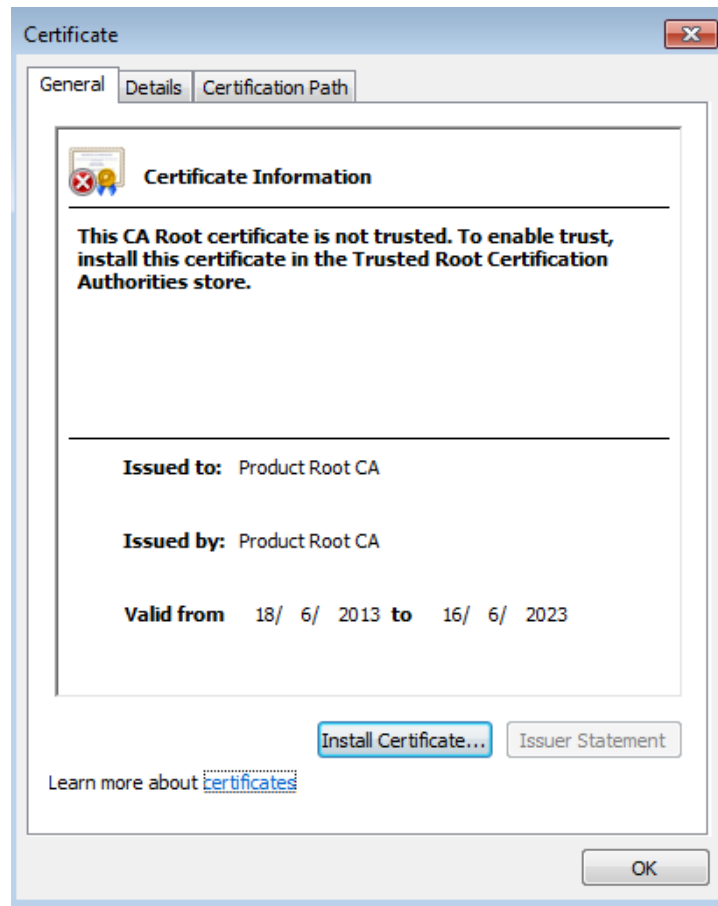 Certificate
General Details Certification Path
Certificate Information
This CA Root certificate is not trusted. To enable trust,
install this certificate in the Trusted Root Certification
Authorities store.
Issued to: Product Root CA
Issued by: Product Root CA
Valid from 18/ 6/ 2013 to 16/ 6/ 2023
Install Certificate... Issuer Statement
Learn more about certificates
OK